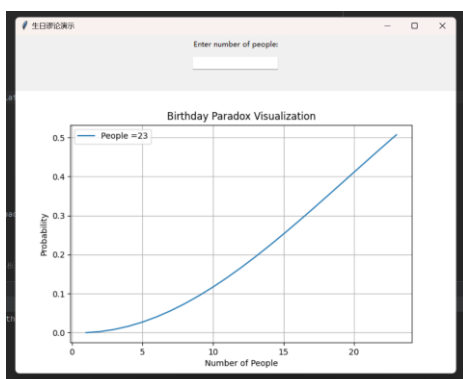 生日悖论演示
Enter number of people:
Birthday Paradox Visualization
People =23
0.5
0.4
0.3
0.2
0.1
0.0
Probability
0 5 10 15 20
Number of People